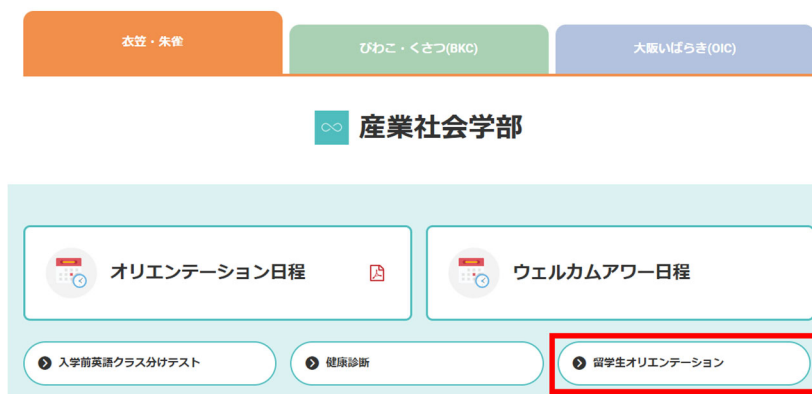 衣笠・朱雀
びわこ・くさつ(BKC)
大阪いばらき(OIC)
産業社会学部
オリエンテーション日程
ウェルカムアワー日程
入学前英語クラス分けテスト
健康診断
留学生オリエンテーション